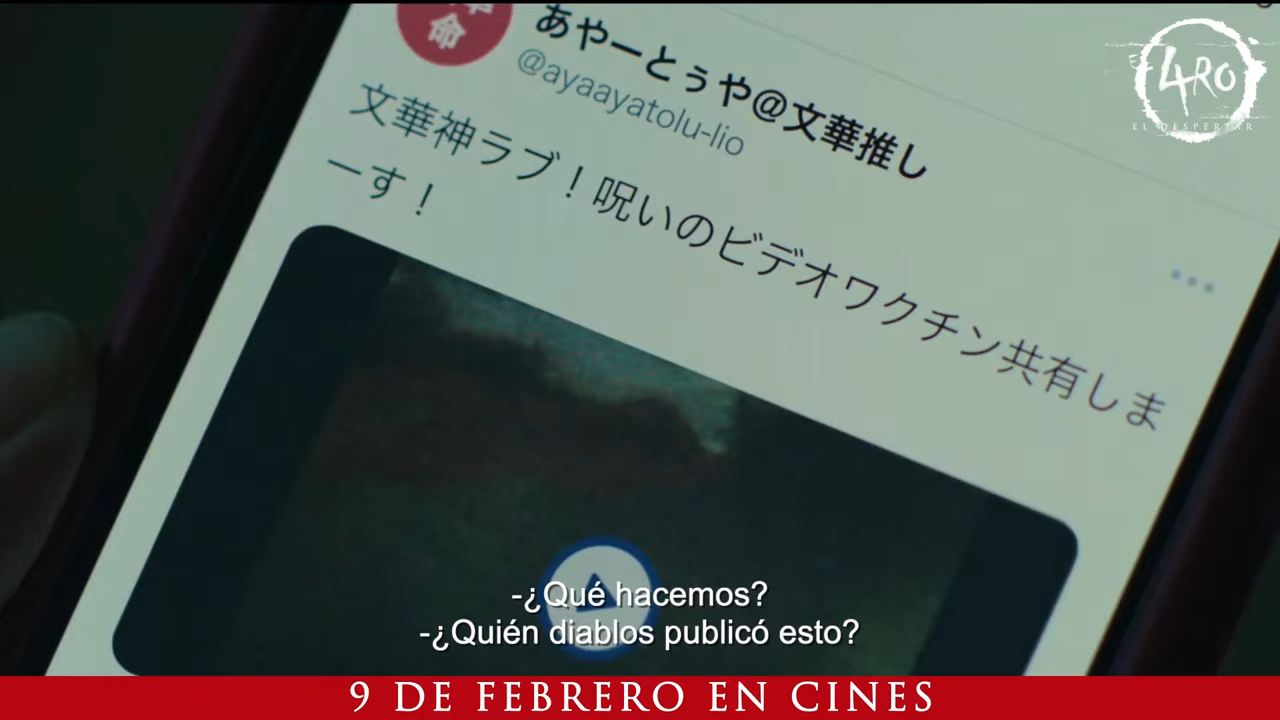 命
あやーとぅや@文華推し
@ayaayatolu-lio
文華神ラブ！呪いのビデオワクチン共有しま
ーす！
4RO
EL DESPERTAR
-¿Qué hacemos?
-¿Quién diablos publicó esto?
9 DE FEBRERO EN CINES